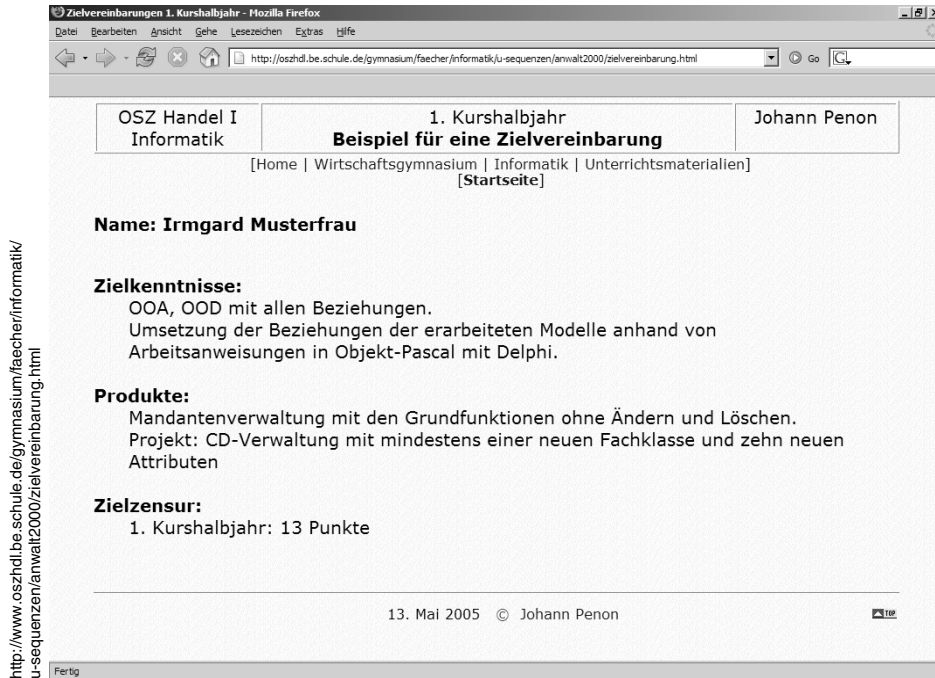 Zielvereinbarungen 1. Kurshalbjahr - Mozilla Firefox
Datei Bearbeiten Ansicht Gehe Lesezeichen Extras Hilfe
http://oszhdl.be.schule.de/gymnasium/faecher/informatik/u-sequenzen/anwalt2000/zielvereinbarung.html
Go
G
OSZ Handel I
Informatik
1. Kurshalbjahr
Beispiel für eine Zielvereinbarung
Johann Penon
[Home | Wirtschaftsgymnasium | Informatik | Unterrichtsmaterialien]
[Startseite]
Name: Irmgard Musterfrau
Zielkenntnisse:
OOA, OOD mit allen Beziehungen.
Umsetzung der Beziehungen der erarbeiteten Modelle anhand von
Arbeitsanweisungen in Objekt-Pascal mit Delphi.
Produkte:
Mandantenverwaltung mit den Grundfunktionen ohne Ändern und Löschen.
Projekt: CD-Verwaltung mit mindestens einer neuen Fachklasse und zehn neuen
Attributen
Zielzensur:
1. Kurshalbjahr: 13 Punkte
13. Mai 2005 © Johann Penon
TOP
Fertig
http://www.oszhdl.be.schule.de/gymnasium/faecher/informatik/
u-sequenzen/anwalt2000/zielvereinbarung.html